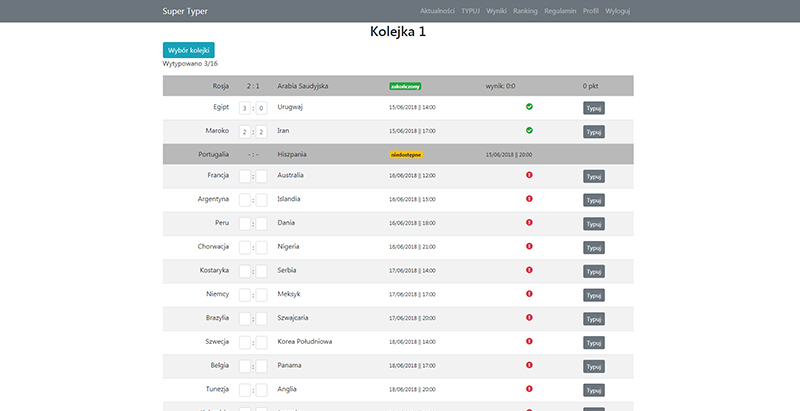 Super Typer Aktualności TYPUJ Wyniki Ranking Regulamin Profil Wyloguj
Kolejka 1
Wybór kolejki
Wytypowano 3/16
Rosja 2 : 1 Arabia Saudyjska zakończony wynik: 0:0 0 pkt
Egipt 3 : 0 Urugwaj 15/06/2018 || 14:00 Typuj
Maroko 2 : 2 Iran 15/06/2018 || 17:00 Typuj
Portugalia - : - Hiszpania niedostępne 15/06/2018 || 20:00
Francja : Australia 16/06/2018 || 12:00 Typuj
Argentyna : Islandia 16/06/2018 || 15:00 Typuj
Peru : Dania 16/06/2018 || 18:00 Typuj
Chorwacja : Nigeria 16/06/2018 || 21:00 Typuj
Kostaryka : Serbia 17/06/2018 || 14:00 Typuj
Niemcy : Meksyk 17/06/2018 || 17:00 Typuj
Brazylia : Szwajcaria 17/06/2018 || 20:00 Typuj
Szwecja : Korea Południowa 18/06/2018 || 14:00 Typuj
Belgia : Panama 18/06/2018 || 17:00 Typuj
Tunezja : Anglia 18/06/2018 || 20:00 Typuj